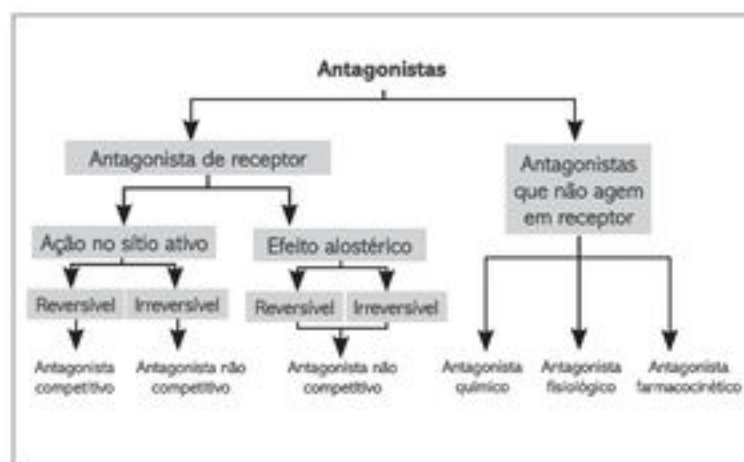 Antagonistas
Antagonista de receptor
Antagonistas
que não agem
em receptor
Ação no sítio ativo
Efeito alostérico
Reversível
Irreversível
Reversível
Irreversível
Antagonista
competitivo
Antagonista não
competitivo
Antagonista não
competitivo
Antagonista
químico
Antagonista
fisiológico
Antagonista
farmacocinético